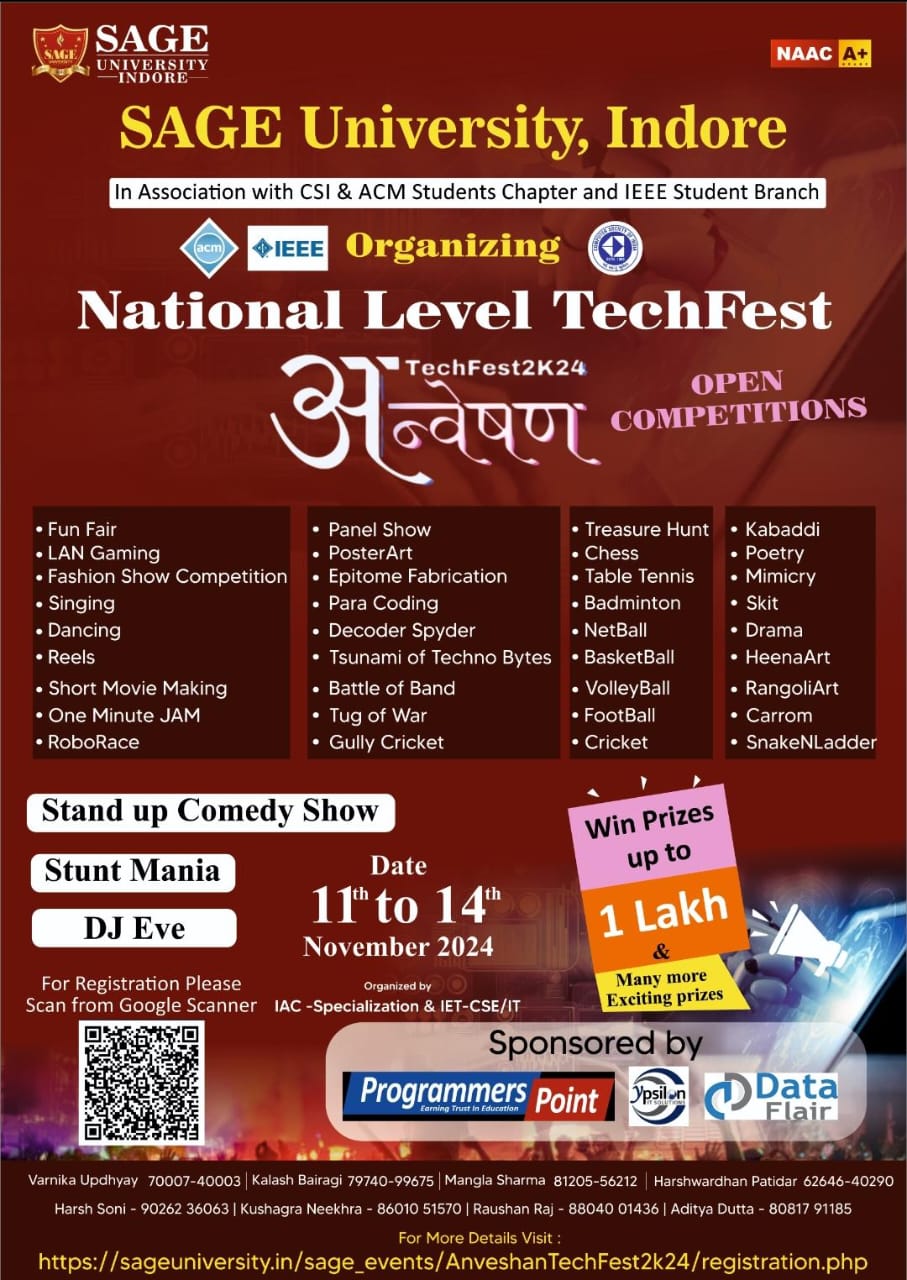 SAGE
SAGE
UNIVERSITY
INDORE
NAAC A+
SAGE University, Indore
In Association with CSI & ACM Students Chapter and IEEE Student Branch
acm
IEEE
Organizing
National Level TechFest
TechFest2K24
अन्वेषण
OPEN
COMPETITIONS
• Fun Fair
• LAN Gaming
• Fashion Show Competition
• Singing
• Dancing
• Reels
• Short Movie Making
• One Minute JAM
• RoboRace
• Panel Show
• PosterArt
• Epitome Fabrication
• Para Coding
• Decoder Spyder
• Tsunami of Techno Bytes
• Battle of Band
• Tug of War
• Gully Cricket
• Treasure Hunt
• Chess
• Table Tennis
• Badminton
• NetBall
• BasketBall
• VolleyBall
• FootBall
• Cricket
• Kabaddi
• Poetry
• Mimicry
• Skit
• Drama
• HeenaArt
• RangoliArt
• Carrom
• SnakeNLadder
Stand up Comedy Show
Stunt Mania
DJ Eve
Date
11th to 14th
November 2024
Win Prizes
up to
1 Lakh
&
Many more
Exciting prizes
For Registration Please
Scan from Google Scanner
Organized by
IAC -Specialization & IET-CSE/IT
Sponsored by
Programmers Point
Earning Trust In Education
Ypsilon
IT SOLUTIONS
Data
Flair
Varnika Updhyay 70007-40003 | Kalash Bairagi 79740-99675 | Mangla Sharma 81205-56212 | Harshwardhan Patidar 62646-40290
Harsh Soni - 90262 36063 | Kushagra Neekhra - 86010 51570 | Raushan Raj - 88040 01436 | Aditya Dutta - 80817 91185
For More Details Visit :
https://sageuniversity.in/sage_events/AnveshanTechFest2k24/registration.php